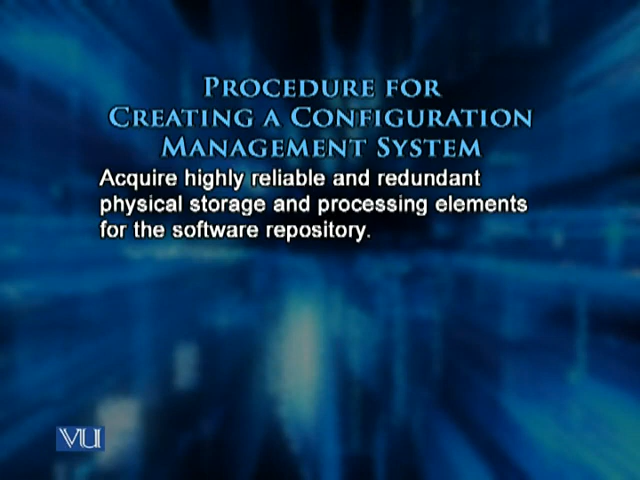 PROCEDURE FOR
CREATING A CONFIGURATION
MANAGEMENT SYSTEM
Acquire highly reliable and redundant
physical storage and processing elements
for the software repository.
VU